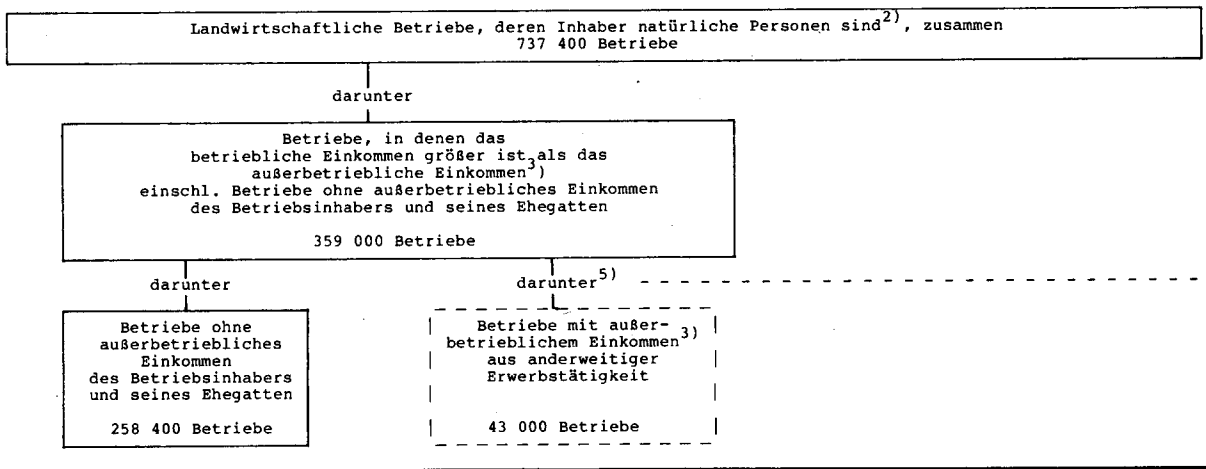 Landwirtschaftliche Betriebe, deren Inhaber natürliche Personen sind2), zusammen
737 400 Betriebe
darunter
Betriebe, in denen das
betriebliche Einkommen größer ist als das
außerbetriebliche Einkommen3)
einschl. Betriebe ohne außerbetriebliches Einkommen
des Betriebsinhabers und seines Ehegatten
359 000 Betriebe
darunter
darunter5)
Betriebe ohne
außerbetriebliches
Einkommen
des Betriebsinhabers
und seines Ehegatten
258 400 Betriebe
Betriebe mit außer-
betrieblichem Einkommen3)
aus anderweitiger
Erwerbstätigkeit
43 000 Betriebe